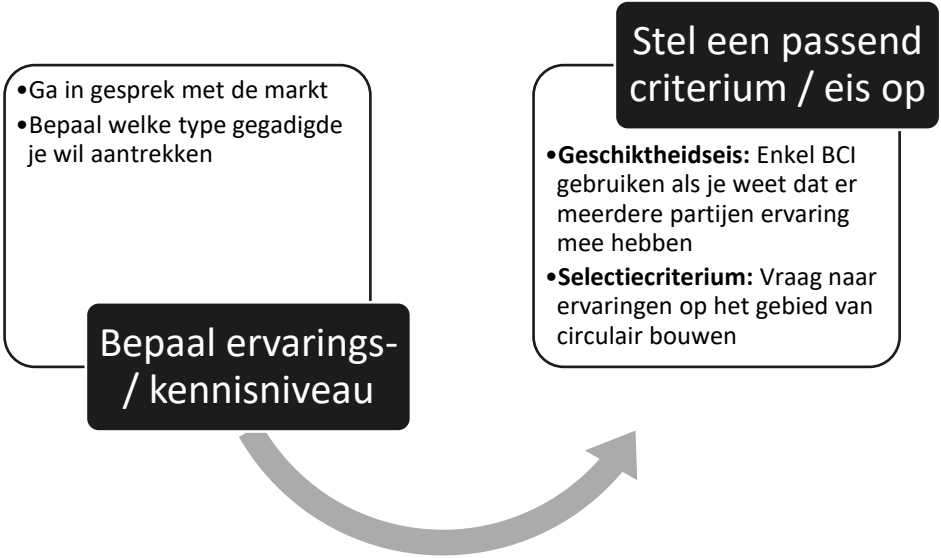 •Ga in gesprek met de markt
•Bepaal welke type gegadigde
je wil aantrekken
Bepaal ervarings-
/ kennisniveau
Stel een passend
criterium / eis op
•Geschiktheidseis: Enkel BCI
gebruiken als je weet dat er
meerdere partijen ervaring
mee hebben
•Selectiecriterium: Vraag naar
ervaringen op het gebied van
circulair bouwen